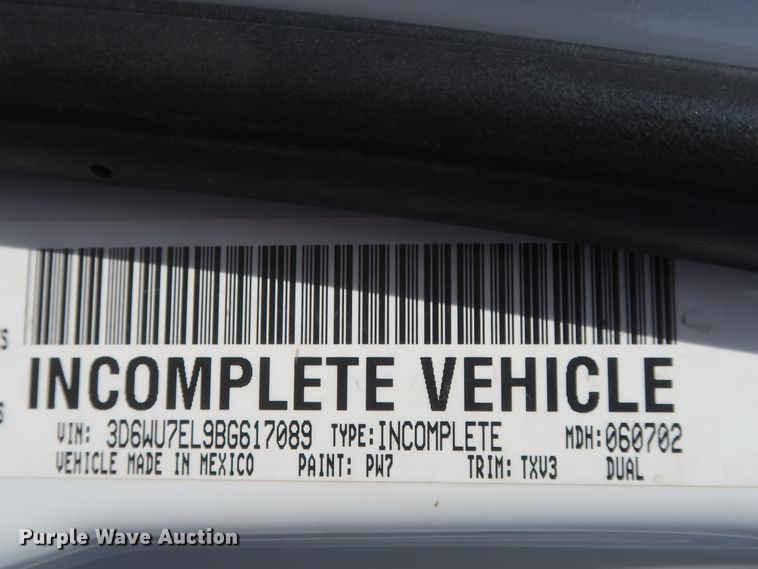 INCOMPLETE VEHICLE
VIN: 3D6WU7EL9BG617089 TYPE: INCOMPLETE MDH: 060702
VEHICLE MADE IN MEXICO PAINT: PW7 TRIM: TXV3 DUAL
Purple Wave Auction